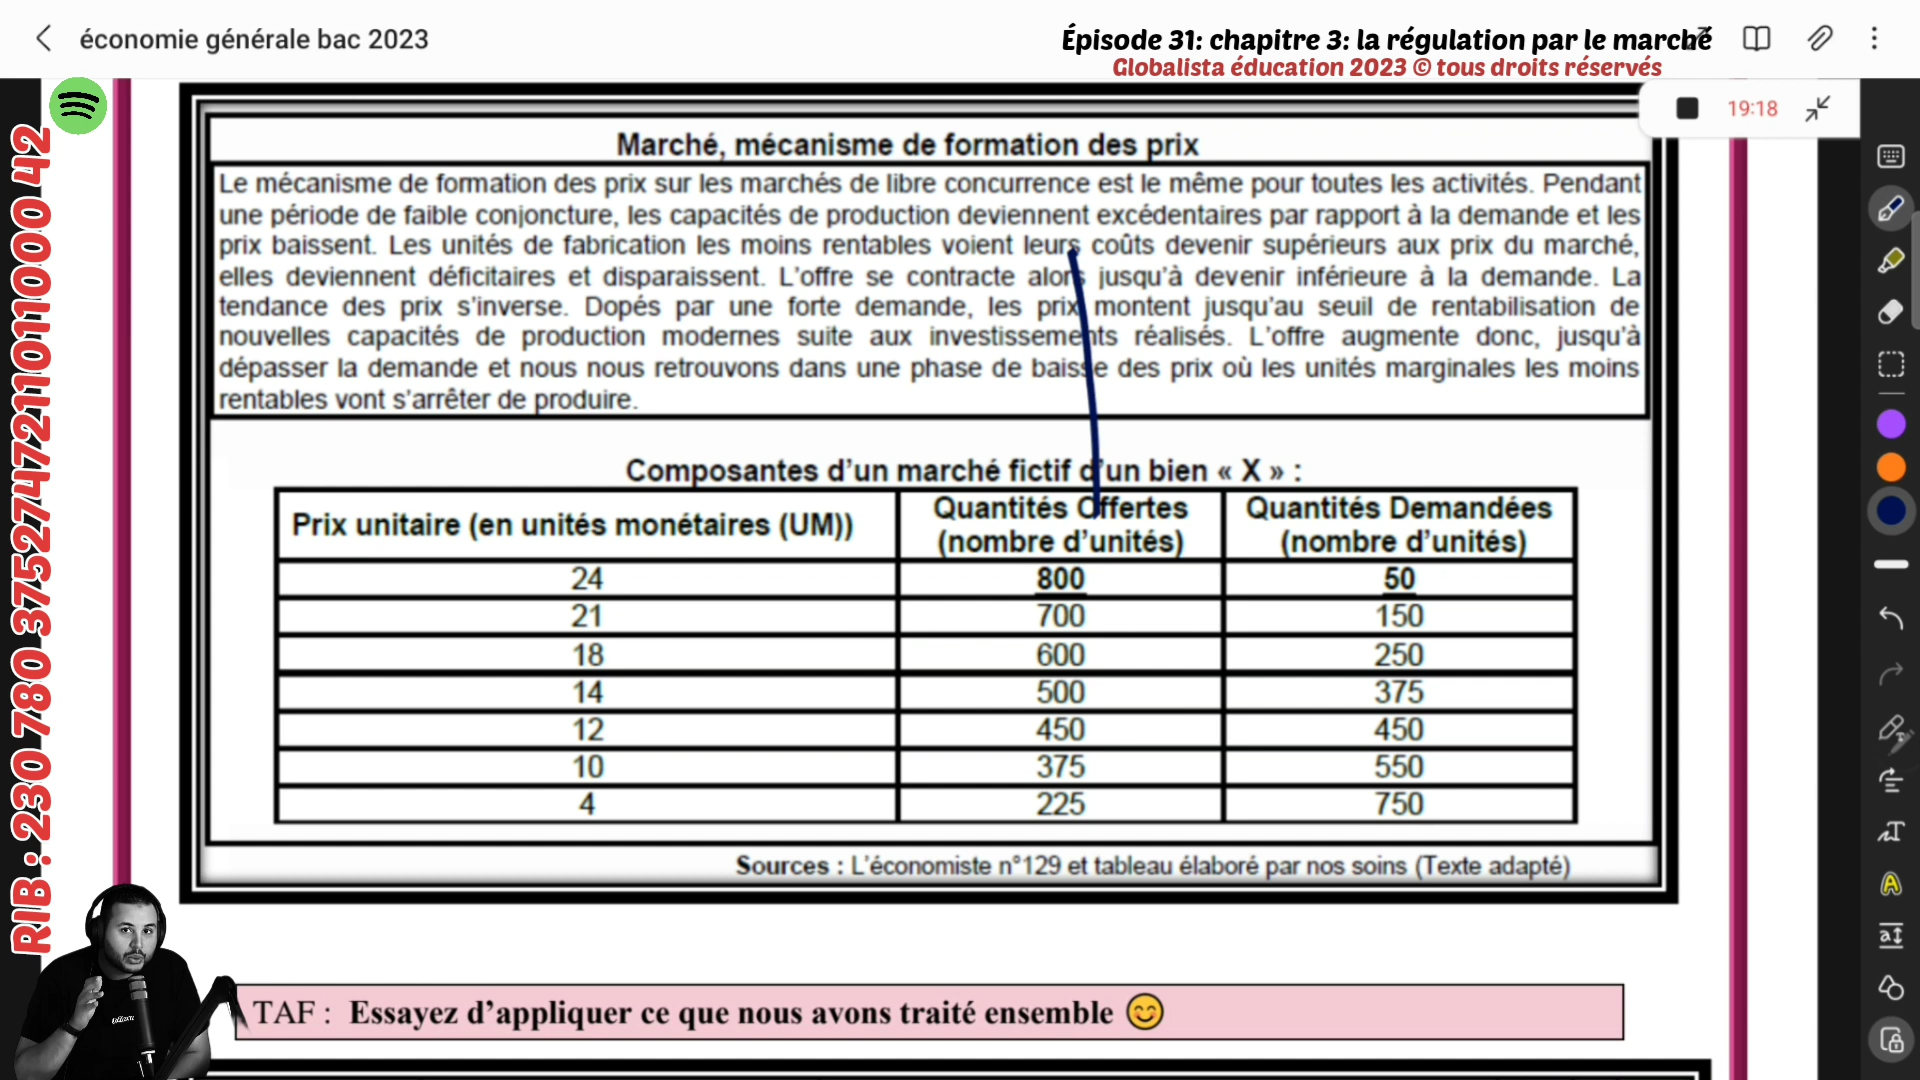 économie générale bac 2023
Épisode 31: chapitre 3: la régulation par le marché
Globalista éducation 2023 © tous droits réservés
19:18
RIB : 230 780 3752747211011011000 42
Marché, mécanisme de formation des prix
Le mécanisme de formation des prix sur les marchés de libre concurrence est le même pour toutes les activités. Pendant
une période de faible conjoncture, les capacités de production deviennent excédentaires par rapport à la demande et les
prix baissent. Les unités de fabrication les moins rentables voient leurs coûts devenir supérieurs aux prix du marché,
elles deviennent déficitaires et disparaissent. L'offre se contracte alors jusqu'à devenir inférieure à la demande. La
tendance des prix s'inverse. Dopés par une forte demande, les prix montent jusqu'au seuil de rentabilisation de
nouvelles capacités de production modernes suite aux investissements réalisés. L'offre augmente donc, jusqu'à
dépasser la demande et nous nous retrouvons dans une phase de baisse des prix où les unités marginales les moins
rentables vont s'arrêter de produire.
Composantes d'un marché fictif d'un bien « X » :
Prix unitaire (en unités monétaires (UM)) Quantités Offertes (nombre d'unités) Quantités Demandées (nombre d'unités)
24 800 50
21 700 150
18 600 250
14 500 375
12 450 450
10 375 550
4 225 750
Sources : L'économiste n°129 et tableau élaboré par nos soins (Texte adapté)
TAF : Essayez d'appliquer ce que nous avons traité ensemble 😊